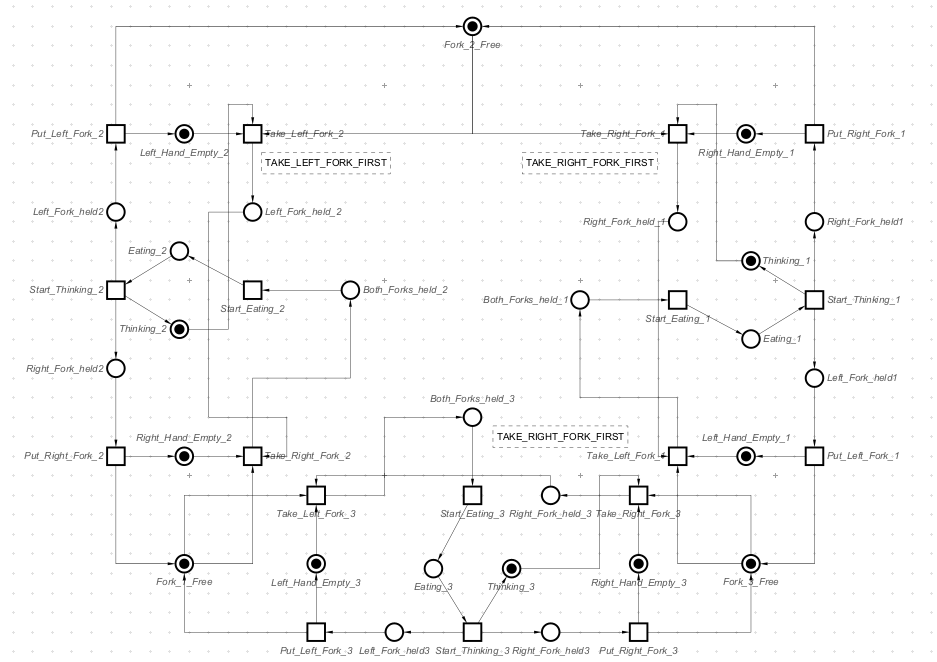 Fork_2_Free
Put_Left_Fork_2
Take_Left_Fork_2
Take_Right_Fork_1
Put_Right_Fork_1
Left_Hand_Empty_2
Right_Hand_Empty_1
TAKE_LEFT_FORK_FIRST
TAKE_RIGHT_FORK_FIRST
Left_Fork_held2
Left_Fork_held_2
Right_Fork_held_1
Right_Fork_held1
Eating_2
Thinking_1
Start_Thinking_2
Both_Forks_held_2
Both_Forks_held_1
Start_Thinking_1
Start_Eating_2
Start_Eating_1
Thinking_2
Eating_1
Right_Fork_held2
Left_Fork_held1
Both_Forks_held_3
Right_Hand_Empty_2
TAKE_RIGHT_FORK_FIRST
Left_Hand_Empty_1
Put_Right_Fork_2
Take_Right_Fork_2
Take_Left_Fork_1
Put_Left_Fork_1
Take_Left_Fork_3
Start_Eating_3
Right_Fork_held_3
Take_Right_Fork_3
Fork_1_Free
Left_Hand_Empty_3
Eating_3
Thinking_3
Right_Hand_Empty_3
Fork_3_Free
Put_Left_Fork_3
Left_Fork_held3
Start_Thinking_3
Right_Fork_held3
Put_Right_Fork_3